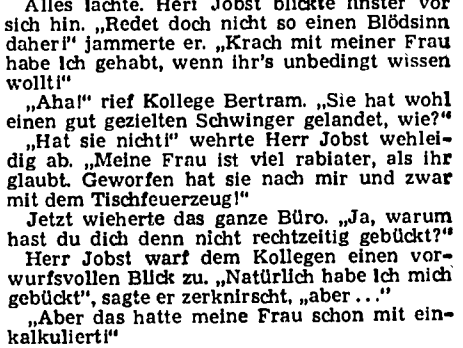 Alles lachte. Herr Jobst blickte finster vor
sich hin. „Redet doch nicht so einen Blödsinn
daher!“ jammerte er. „Krach mit meiner Frau
habe ich gehabt, wenn ihr's unbedingt wissen
wollt!“
„Aha!“ rief Kollege Bertram. „Sie hat wohl
einen gut gezielten Schwinger gelandet, wie?“
„Hat sie nicht!“ wehrte Herr Jobst wehlei-
dig ab. „Meine Frau ist viel rabiater, als ihr
glaubt. Geworfen hat sie nach mir und zwar
mit dem Tischfeuerzeug!“
Jetzt wieherte das ganze Büro. „Ja, warum
hast du dich denn nicht rechtzeitig gebückt?“
Herr Jobst warf dem Kollegen einen vor-
wurfsvollen Blick zu. „Natürlich habe ich mich
gebückt“, sagte er zerknirscht, „aber ...“
„Aber das hatte meine Frau schon mit ein-
kalkuliert!“